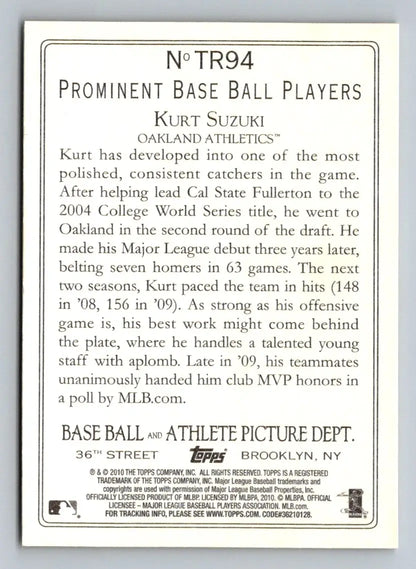 Nº TR94
PROMINENT BASE BALL PLAYERS
KURT SUZUKI
OAKLAND ATHLETICS™
Kurt has developed into one of the most
polished, consistent catchers in the game.
After helping lead Cal State Fullerton to the
2004 College World Series title, he went to
Oakland in the second round of the draft. He
made his Major League debut three years later,
belting seven homers in 63 games. The next
two seasons, Kurt paced the team in hits (148
in '08, 156 in '09). As strong as his offensive
game is, his best work might come behind
the plate, where he handles a talented young
staff with aplomb. Late in '09, his teammates
unanimously handed him club MVP honors in
a poll by MLB.com.
BASE BALL AND ATHLETE PICTURE DEPT.
36TH STREET Topps BROOKLYN, NY
® & © 2010 THE TOPPS COMPANY, INC. ALL RIGHTS RESERVED. TOPPS IS A REGISTERED
TRADEMARK OF THE TOPPS COMPANY, INC. Major League Baseball trademarks and
copyrights are used with permission of Major League Baseball Properties, Inc.
OFFICIALLY LICENSED PRODUCT OF MLBP. LICENSED BY MLBPA, 2010. © MLBPA. OFFICIAL
LICENSEE – MAJOR LEAGUE BASEBALL PLAYERS ASSOCIATION. MLB.com.
FOR TRACKING INFO, PLEASE SEE WWW.TOPPS.COM. CODE#36210128.